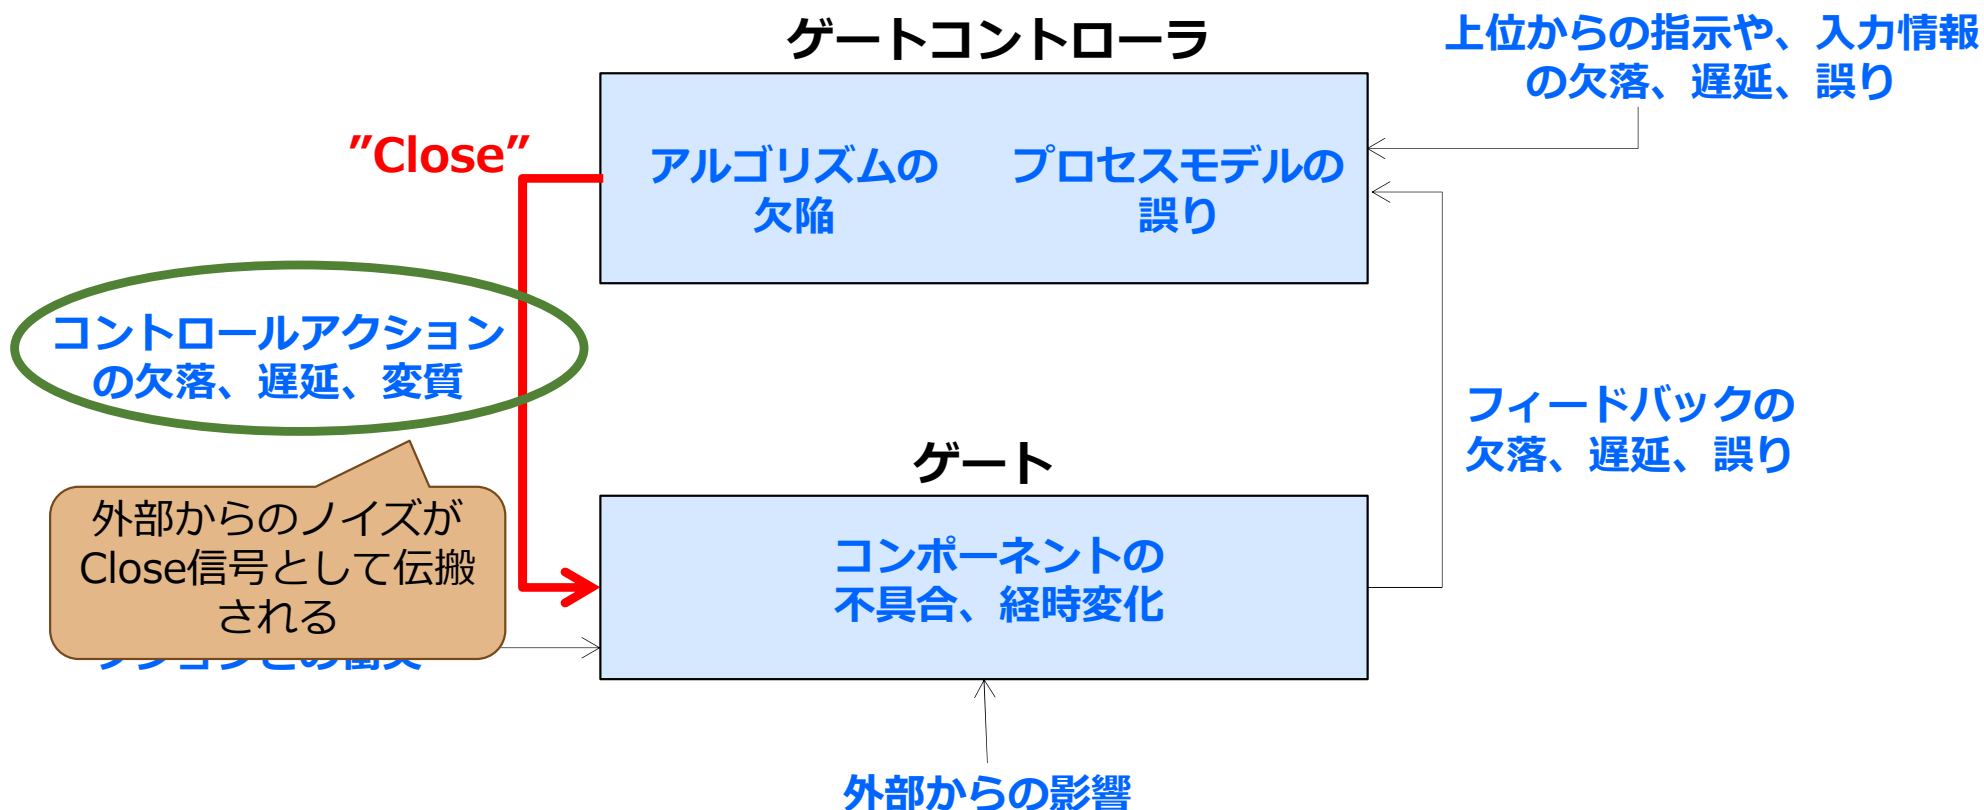 ゲートコントローラ
上位からの指示や、入力情報
の欠落、遅延、誤り
”Close”
アルゴリズムの
欠陥
プロセスモデルの
誤り
コントロールアクション
の欠落、遅延、変質
フィードバックの
欠落、遅延、誤り
ゲート
外部からのノイズが
Close信号として伝搬
される
コンポーネントの
不具合、経時変化
外部からの影響